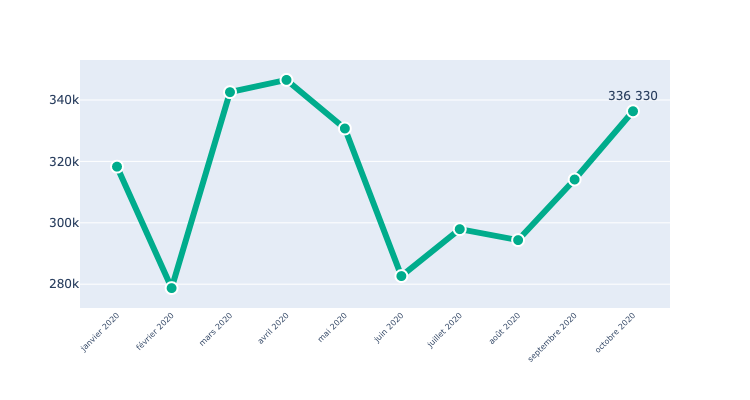 336 330
340k
320k
300k
280k
janvier 2020
février 2020
mars 2020
avril 2020
mai 2020
juin 2020
juillet 2020
août 2020
septembre 2020
octobre 2020